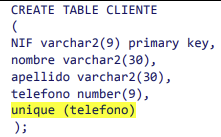 CREATE TABLE CLIENTE
(
NIF varchar2(9) primary key,
nombre varchar2(30),
apellido varchar2(30),
telefono number(9),
unique (telefono)
);